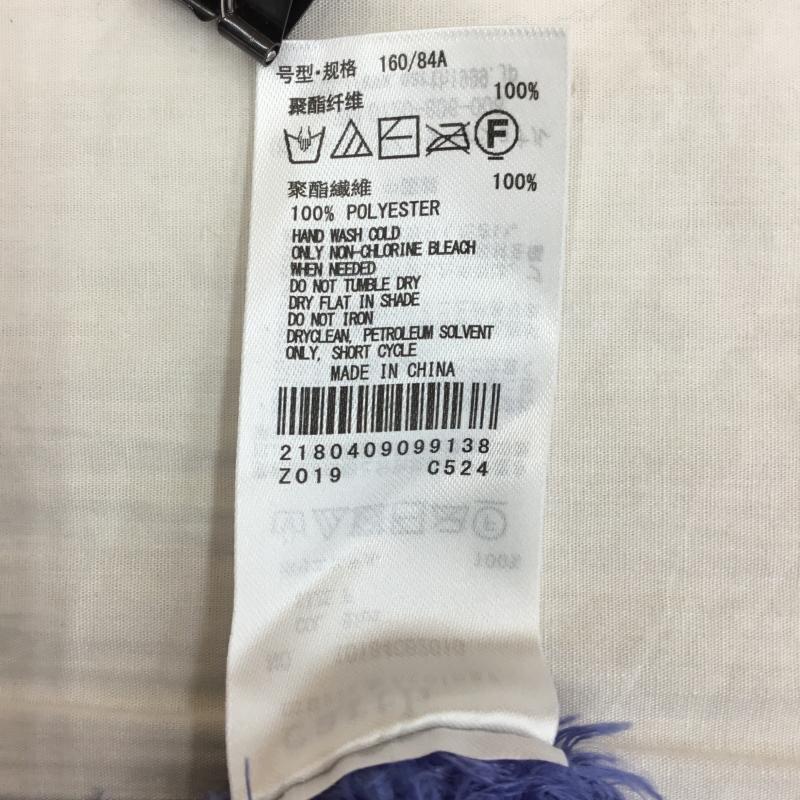 号型·规格 160/84A
聚酯纤维 100%
F
聚酯纖維 100%
100% POLYESTER
HAND WASH COLD
ONLY NON-CHLORINE BLEACH
WHEN NEEDED
DO NOT TUMBLE DRY
DRY FLAT IN SHADE
DO NOT IRON
DRYCLEAN, PETROLEUM SOLVENT
ONLY, SHORT CYCLE
MADE IN CHINA
2180409099138
Z019 C524